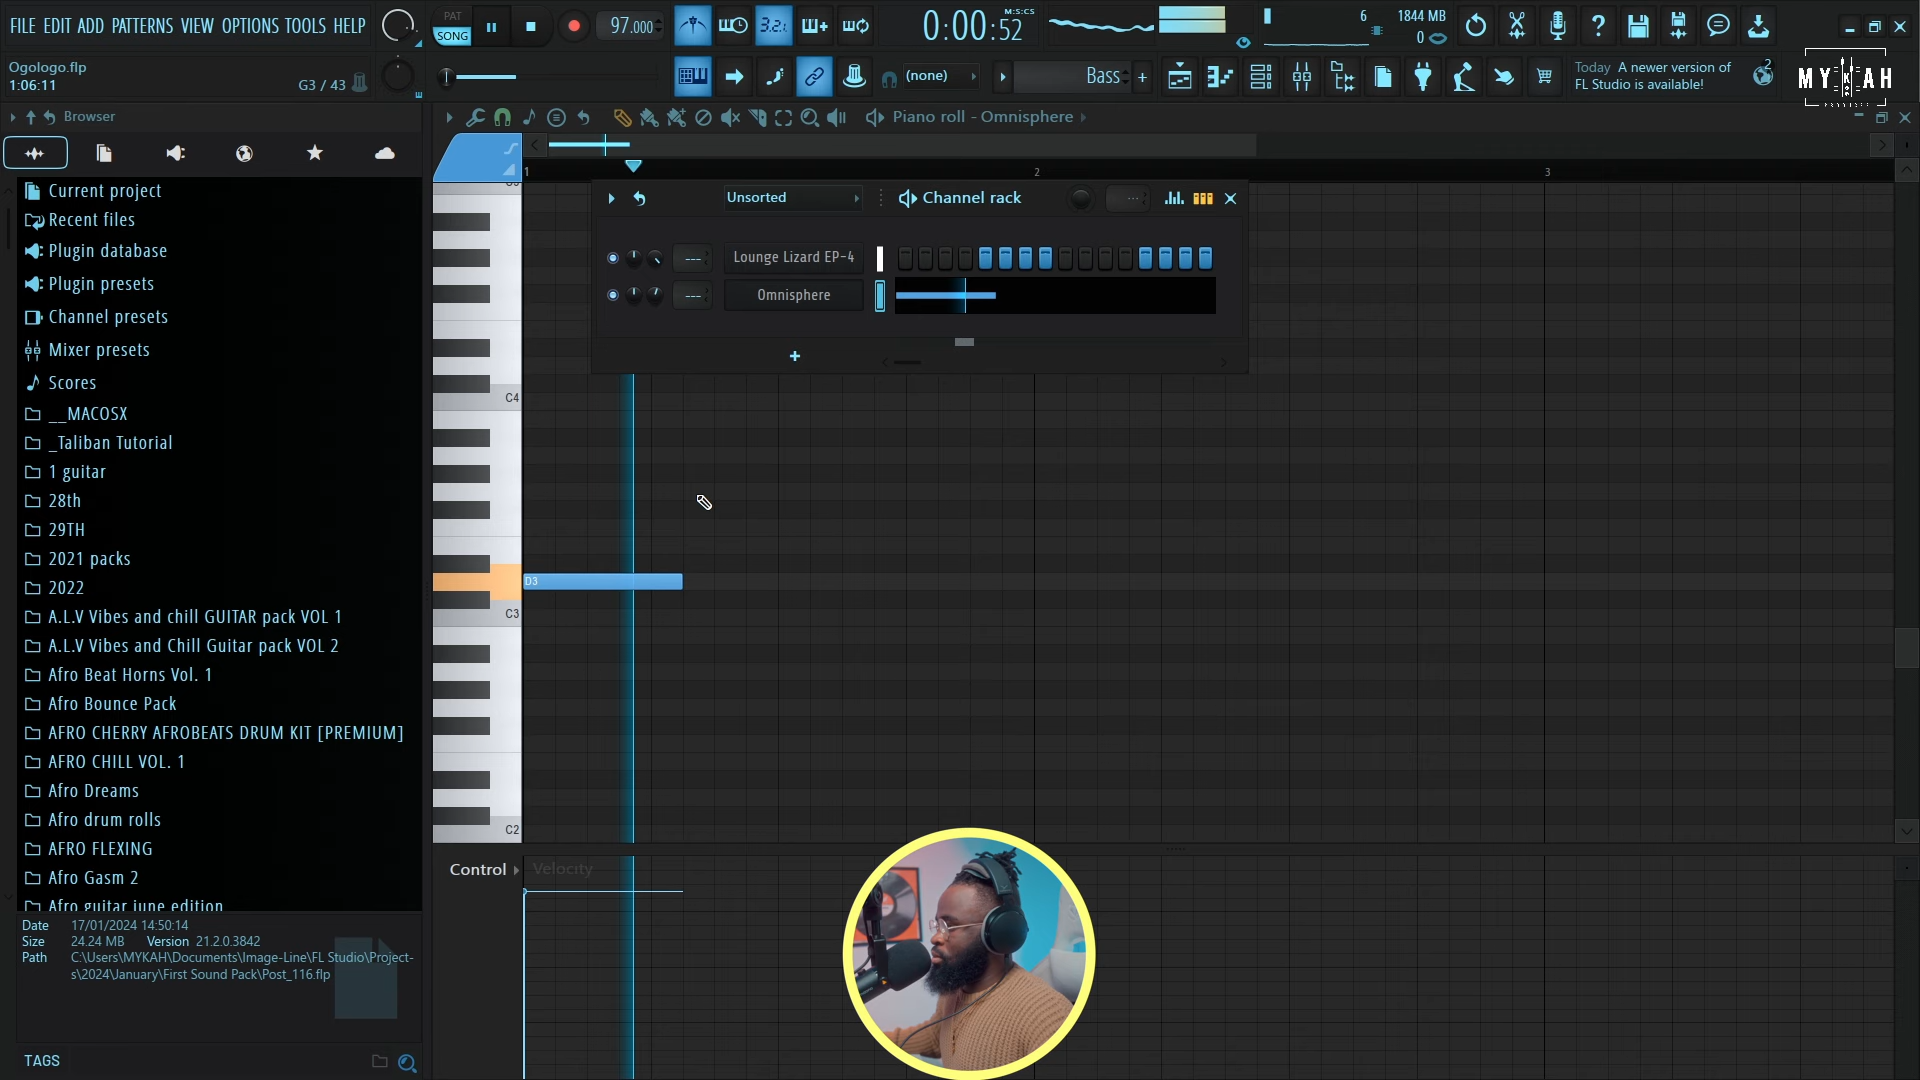 FILE EDIT ADD PATTERNS VIEW OPTIONS TOOLS HELP
PAT
SONG
97.000
3.2.
0:00:52
M:S:CS
6
1844 MB
0
Ogologo.flp
1:06:11
G3 / 43
(none)
Bass
Today A newer version of
FL Studio is available!
2
MYKAH
Browser
Piano roll - Omnisphere
Current project
Recent files
Plugin database
Plugin presets
Channel presets
Mixer presets
Scores
__MACOSX
_Taliban Tutorial
1 guitar
28th
29TH
2021 packs
2022
A.L.V Vibes and chill GUITAR pack VOL 1
A.L.V Vibes and Chill Guitar pack VOL 2
Afro Beat Horns Vol. 1
Afro Bounce Pack
AFRO CHERRY AFROBEATS DRUM KIT [PREMIUM]
AFRO CHILL VOL. 1
Afro Dreams
Afro drum rolls
AFRO FLEXING
Afro Gasm 2
Afro guitar june edition
Date 17/01/2024 14:50:14
Size 24.24 MB Version 21.2.0.3842
Path C:\Users\MYKAH\Documents\Image-Line\FL Studio\Project-
s\2024\January\First Sound Pack\Post_116.flp
TAGS
1
2
3
Unsorted
Channel rack
---
Lounge Lizard EP-4
---
Omnisphere
C4
D3
C3
C2
Control
Velocity